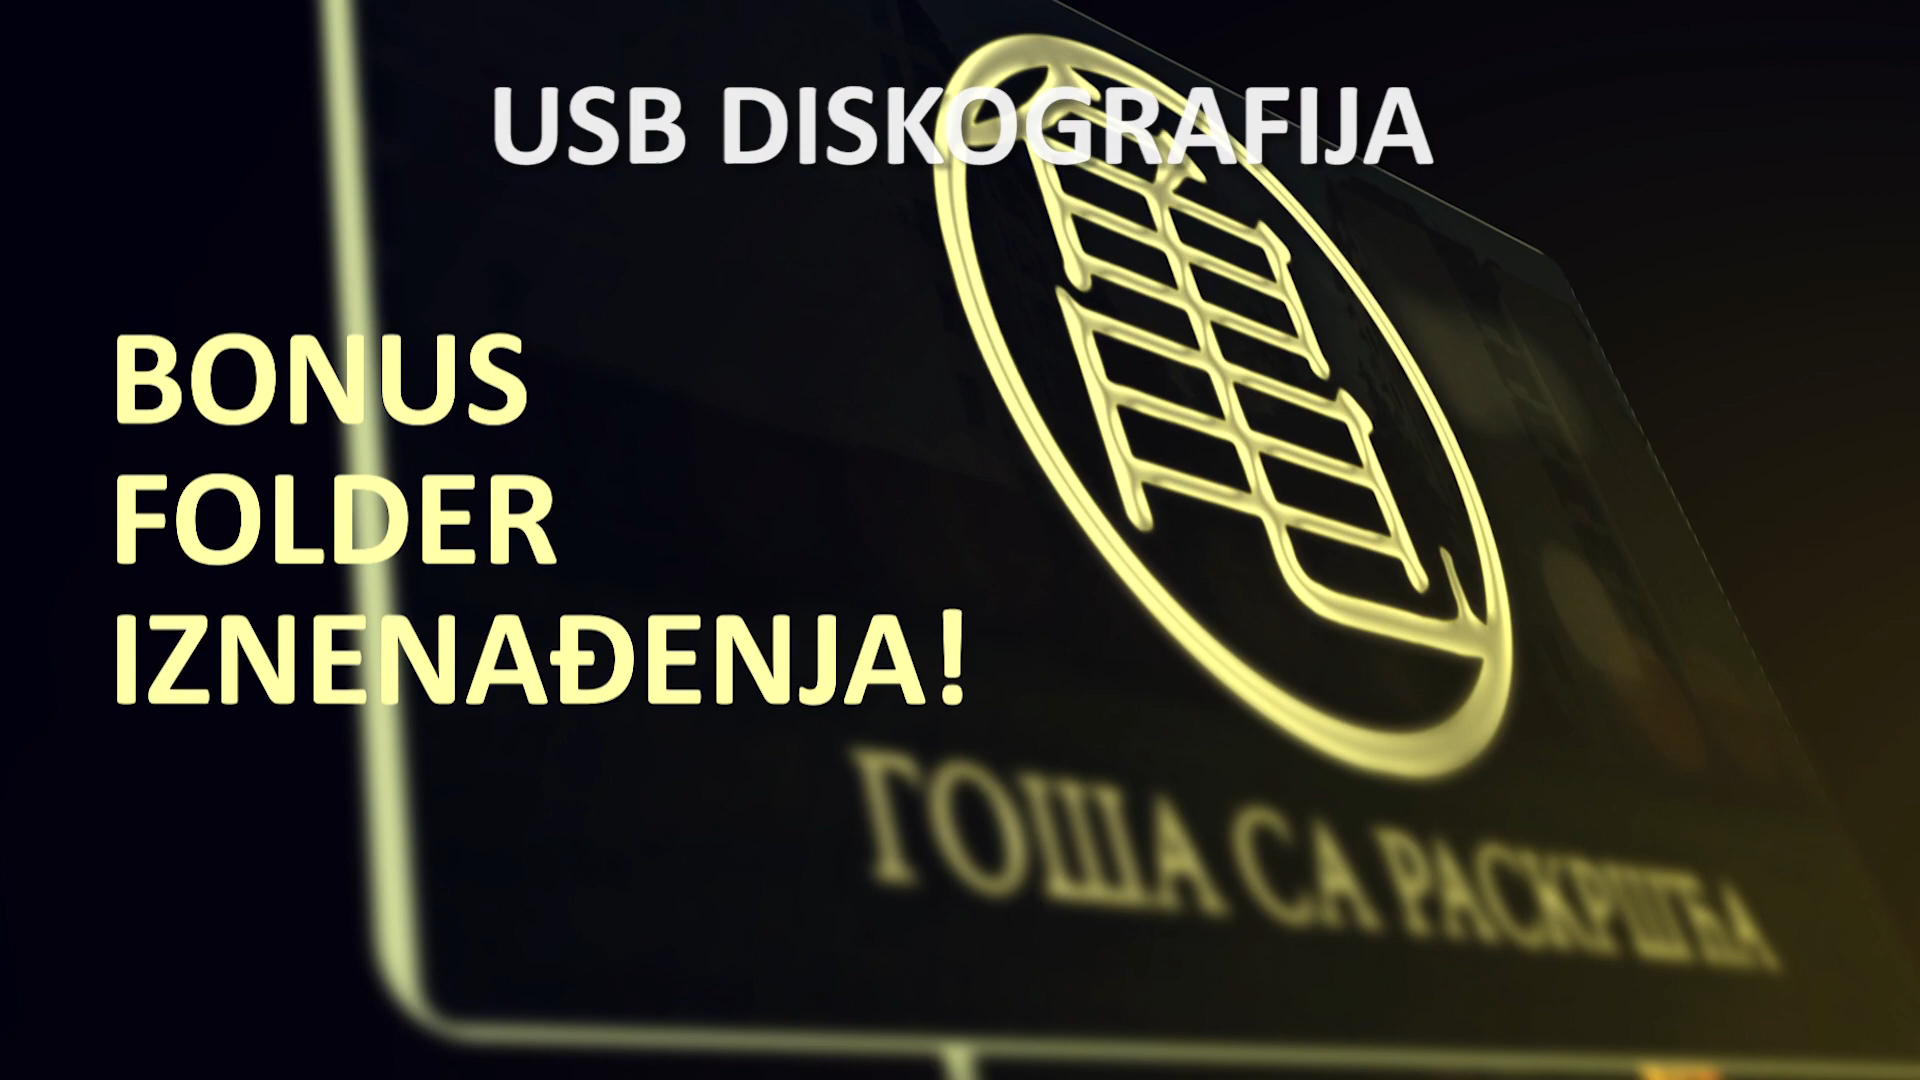 USB DISKOGRAFIJA
BONUS
FOLDER
IZNENAĐENJA!
ГОША СА РАСКРШЋА